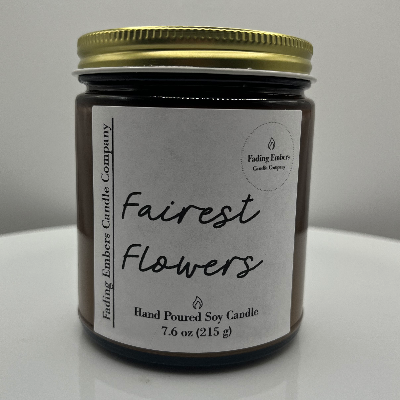 Fading Embers Candle Company
Fading Embers
Candle Company
Fairest
Flowers
Hand Poured Soy Candle
7.6 oz (215 g)